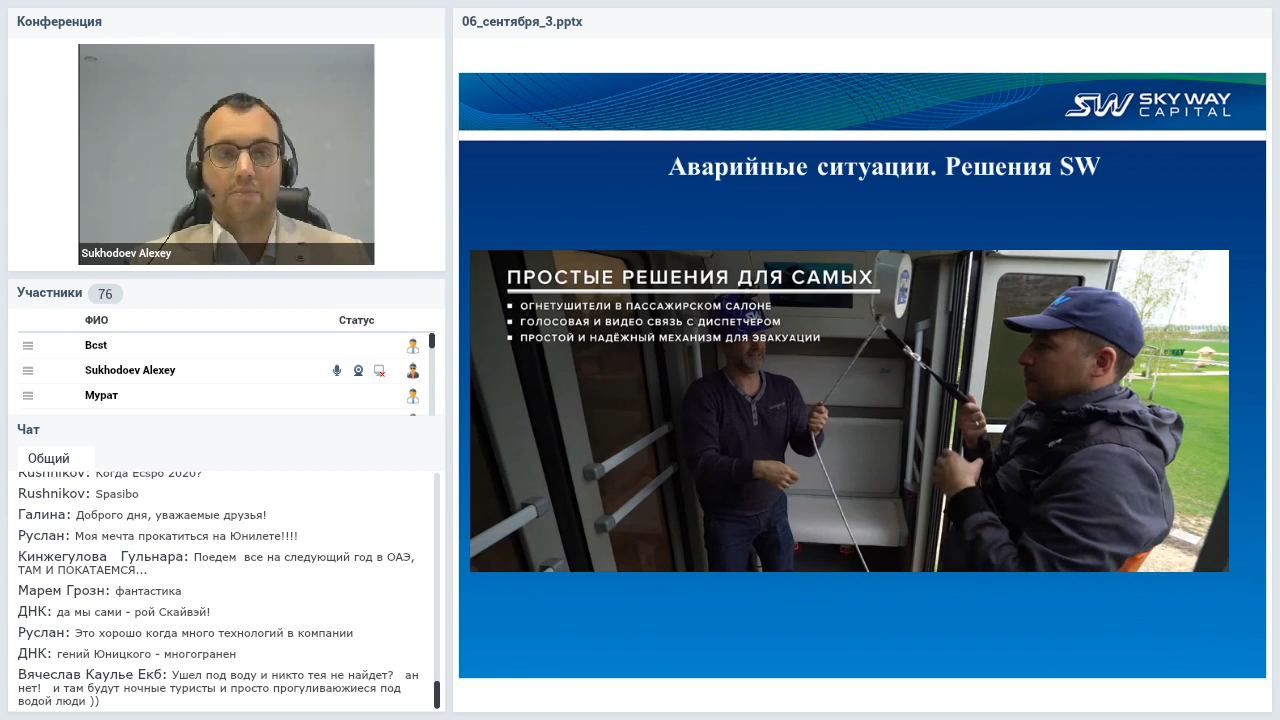 Конференция
Sukhodoev Alexey
Участники 76
ФИО Статус
Bcst
Sukhodoev Alexey
Мурат
Чат
Общий
Rushnikov: Когда Ecspo 2020?
Rushnikov: Spasibo
Галина: Доброго дня, уважаемые друзья!
Руслан: Моя мечта прокатиться на Юнилете!!!!
Кинжегулова Гульнара: Поедем все на следующий год в ОАЭ,
ТАМ И ПОКАТАЕМСЯ...
Марем Грозн: фантастика
ДНК: да мы сами - рой Скайвэй!
Руслан: Это хорошо когда много технологий в компании
ДНК: гений Юницкого - многогранен
Вячеслав Каулье Екб: Ушел под воду и никто тея не найдет? ан
нет! и там будут ночные туристы и просто прогуливаюжиеся под
водой люди ))
06_сентября_3.pptx
SW SKY WAY
CAPITAL
Аварийные ситуации. Решения SW
ПРОСТЫЕ РЕШЕНИЯ ДЛЯ САМЫХ
ОГНЕТУШИТЕЛИ В ПАССАЖИРСКОМ САЛОНЕ
ГОЛОСОВАЯ И ВИДЕО СВЯЗЬ С ДИСПЕТЧЕРОМ
ПРОСТОЙ И НАДЁЖНЫЙ МЕХАНИЗМ ДЛЯ ЭВАКУАЦИИ